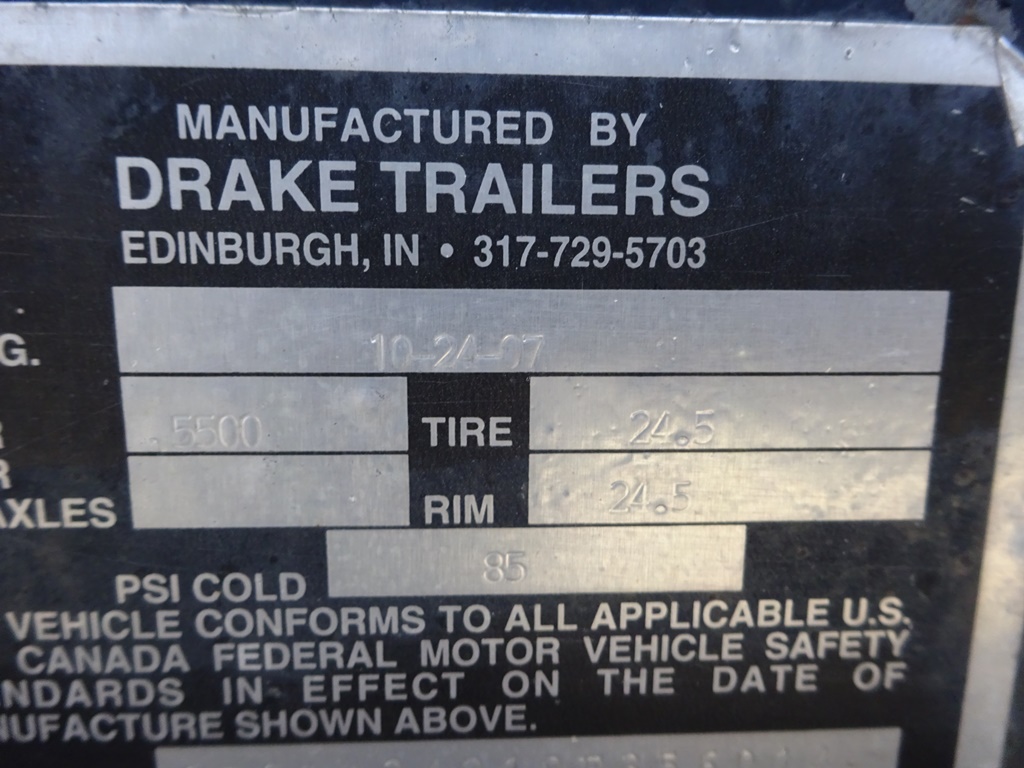 MANUFACTURED BY
DRAKE TRAILERS
EDINBURGH, IN • 317-729-5703
G. 10-24-07
R 5500 TIRE 24.5
R
AXLES RIM 24.5
PSI COLD 85
VEHICLE CONFORMS TO ALL APPLICABLE U.S.
CANADA FEDERAL MOTOR VEHICLE SAFETY
NDARDS IN EFFECT ON THE DATE OF
NUFACTURE SHOWN ABOVE.